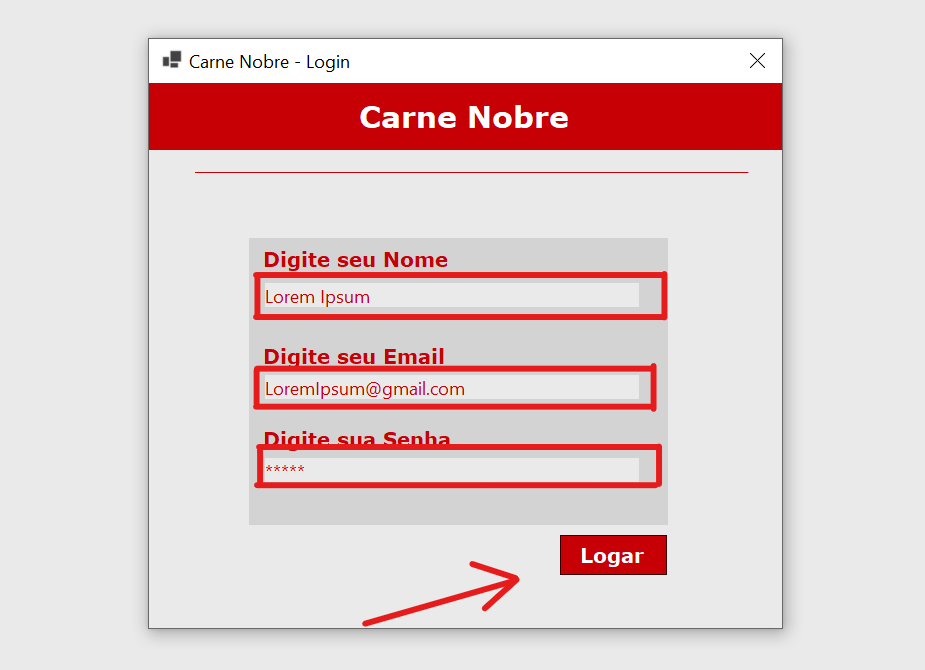 Carne Nobre - Login
Carne Nobre
Digite seu Nome
Lorem Ipsum
Digite seu Email
LoremIpsum@gmail.com
Digite sua Senha
*****
Logar